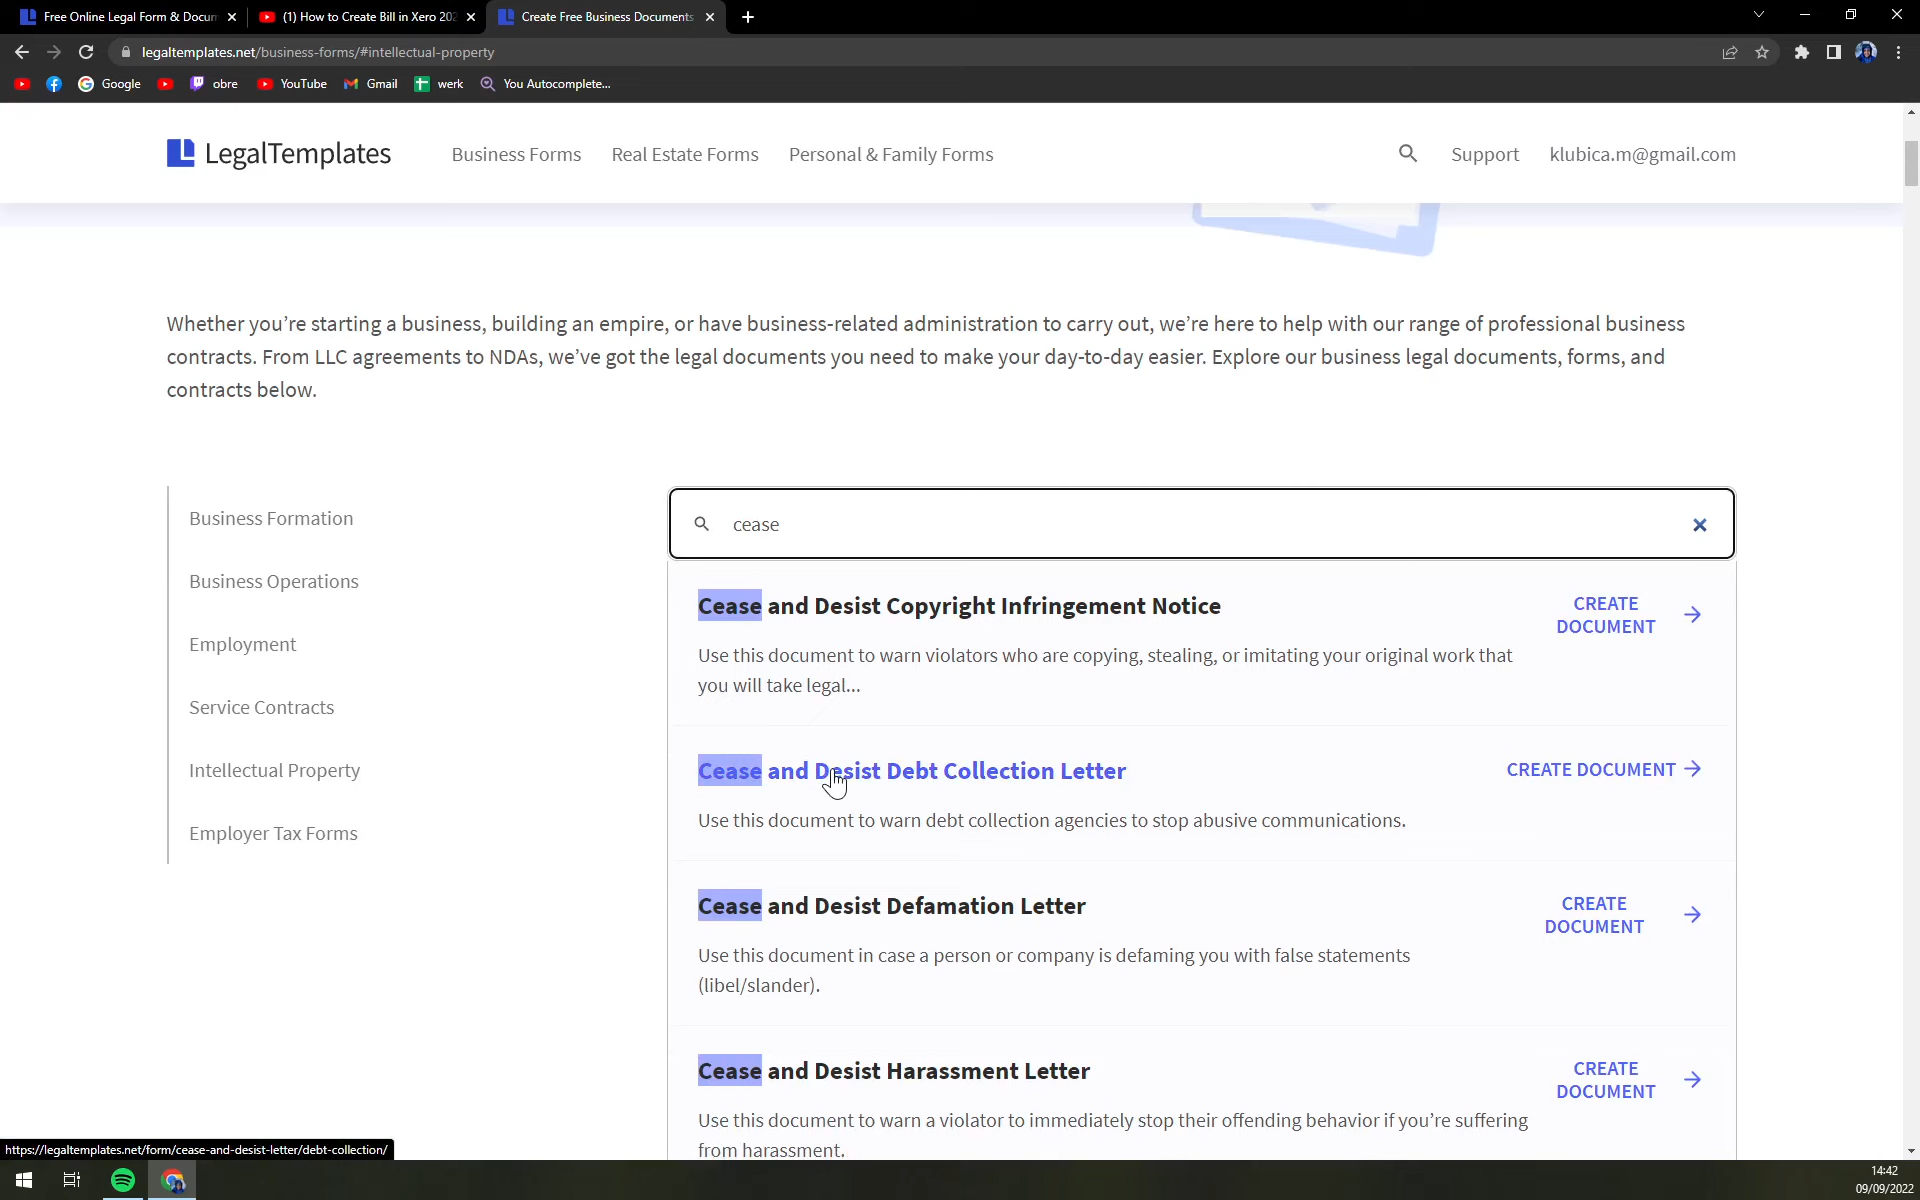 Free Online Legal Form & Docum
(1) How to Create Bill in Xero 202
Create Free Business Documents
legaltemplates.net/business-forms/#intellectual-property
Google
obre
YouTube
Gmail
werk
You Autocomplete...
LegalTemplates
Business Forms
Real Estate Forms
Personal & Family Forms
Support
klubica.m@gmail.com
Whether you’re starting a business, building an empire, or have business-related administration to carry out, we’re here to help with our range of professional business
contracts. From LLC agreements to NDAs, we’ve got the legal documents you need to make your day-to-day easier. Explore our business legal documents, forms, and
contracts below.
Business Formation
Business Operations
Employment
Service Contracts
Intellectual Property
Employer Tax Forms
cease
Cease and Desist Copyright Infringement Notice
CREATE
DOCUMENT
Use this document to warn violators who are copying, stealing, or imitating your original work that
you will take legal...
Cease and Desist Debt Collection Letter
CREATE DOCUMENT
Use this document to warn debt collection agencies to stop abusive communications.
Cease and Desist Defamation Letter
CREATE
DOCUMENT
Use this document in case a person or company is defaming you with false statements
(libel/slander).
Cease and Desist Harassment Letter
CREATE
DOCUMENT
Use this document to warn a violator to immediately stop their offending behavior if you’re suffering
from harassment.
https://legaltemplates.net/form/cease-and-desist-letter/debt-collection/
14:42
09/09/2022